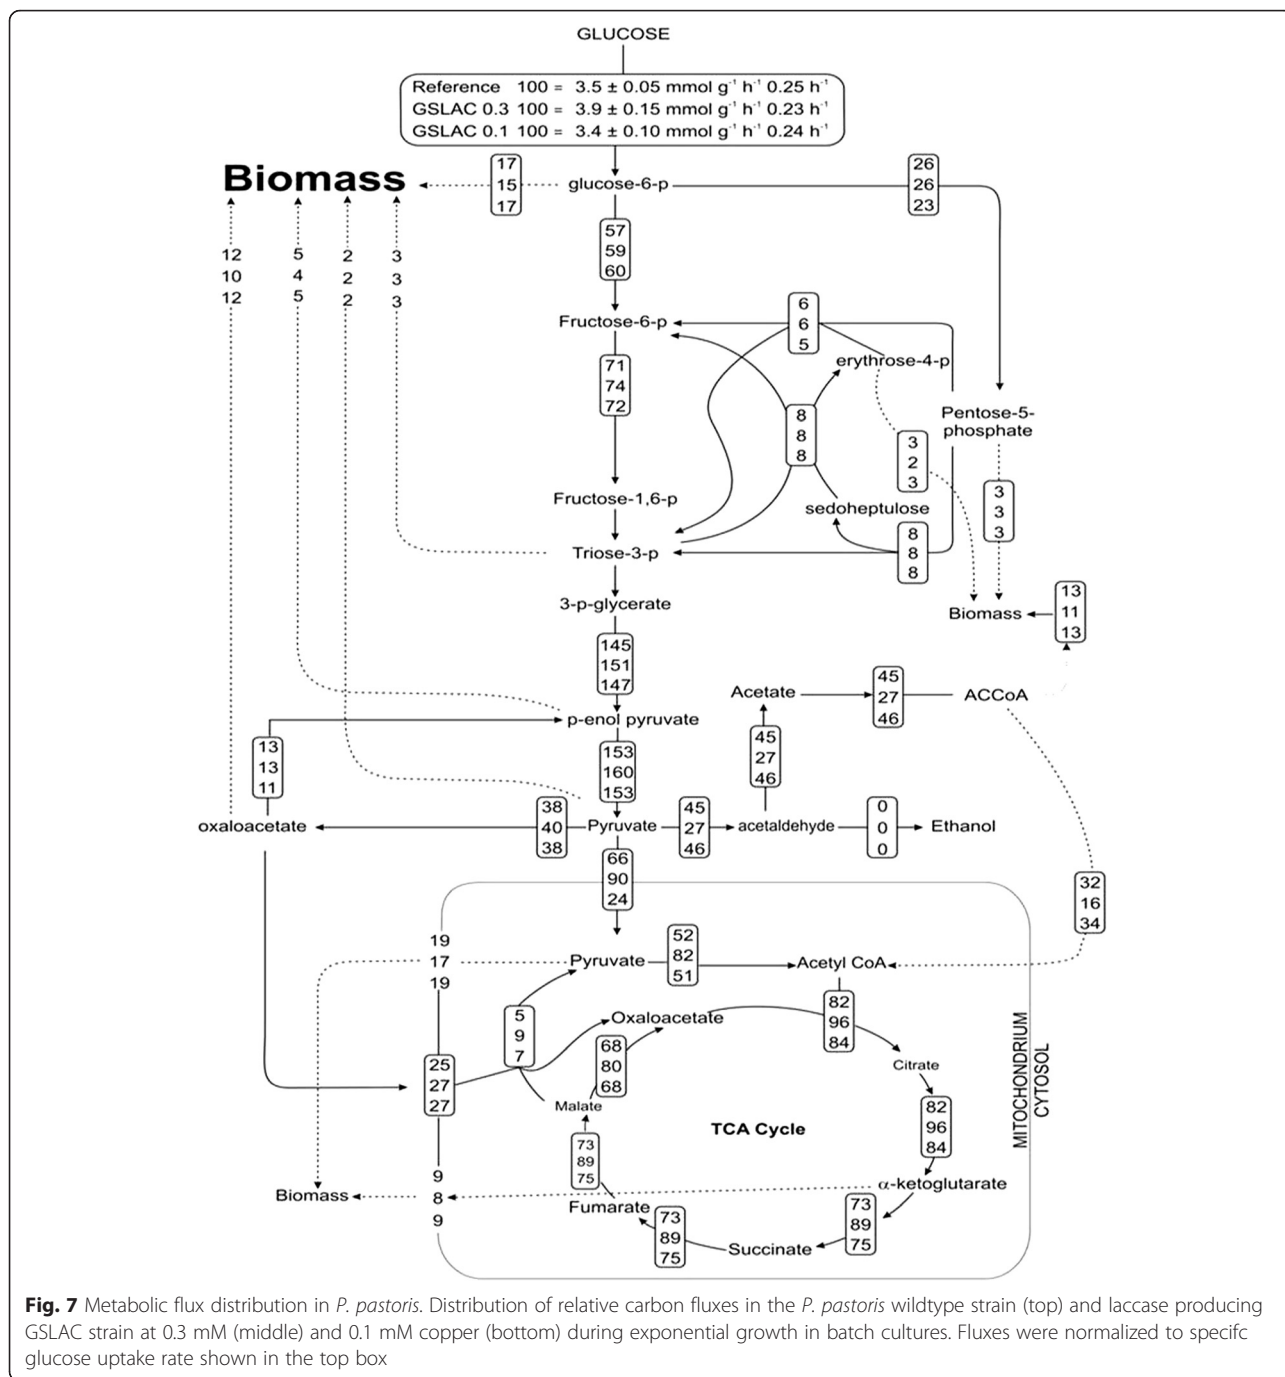 GLUCOSE
Reference 100 = 3.5 ± 0.05 mmol g⁻¹ h⁻¹ 0.25 h⁻¹
GSLAC 0.3 100 = 3.9 ± 0.15 mmol g⁻¹ h⁻¹ 0.23 h⁻¹
GSLAC 0.1 100 = 3.4 ± 0.10 mmol g⁻¹ h⁻¹ 0.24 h⁻¹
Biomass
17
15
17
glucose-6-p
26
26
23
57
59
60
12
10
12
5
4
5
2
2
2
3
3
3
Fructose-6-p
6
6
5
erythrose-4-p
71
74
72
8
8
8
Pentose-5-
phosphate
3
2
3
Fructose-1,6-p
sedoheptulose
3
3
3
Triose-3-p
8
8
8
3-p-glycerate
Biomass
13
11
13
145
151
147
Acetate
45
27
46
ACCoA
p-enol pyruvate
13
13
11
153
160
153
45
27
46
oxaloacetate
38
40
38
Pyruvate
45
27
46
acetaldehyde
0
0
0
Ethanol
66
90
24
32
16
34
19
17
19
Pyruvate
52
82
51
Acetyl CoA
5
9
7
Oxaloacetate
82
96
84
68
80
68
Citrate
25
27
27
Malate
82
96
84
TCA Cycle
MITOCHONDRIUM
CYTOSOL
73
89
75
Biomass
9
8
9
α-ketoglutarate
Fumarate
73
89
75
Succinate
73
89
75
Fig. 7 Metabolic flux distribution in P. pastoris. Distribution of relative carbon fluxes in the P. pastoris wildtype strain (top) and laccase producing
GSLAC strain at 0.3 mM (middle) and 0.1 mM copper (bottom) during exponential growth in batch cultures. Fluxes were normalized to specifc
glucose uptake rate shown in the top box